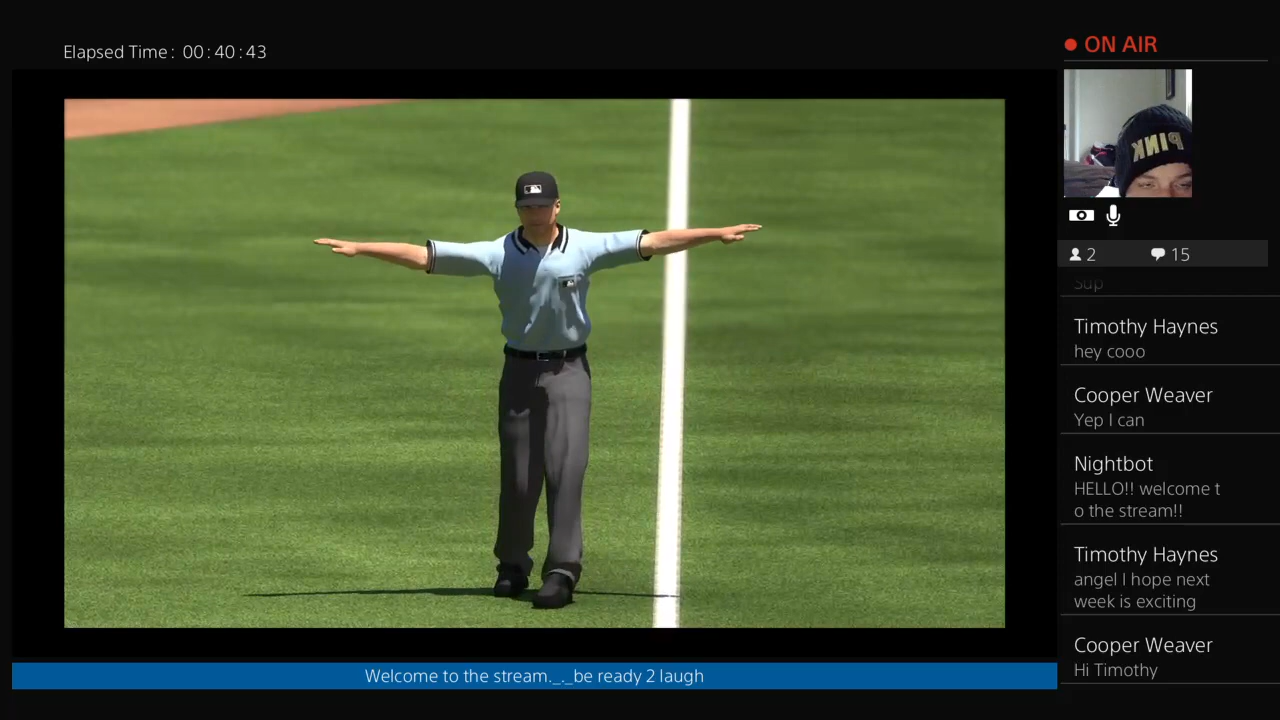 Elapsed Time: 00:40:43
ON AIR
PINK
2 15
Sup
Timothy Haynes
hey cooo
Cooper Weaver
Yep I can
Nightbot
HELLO!! welcome t
o the stream!!
Timothy Haynes
angel I hope next
week is exciting
Cooper Weaver
Hi Timothy
Welcome to the stream._._be ready 2 laugh